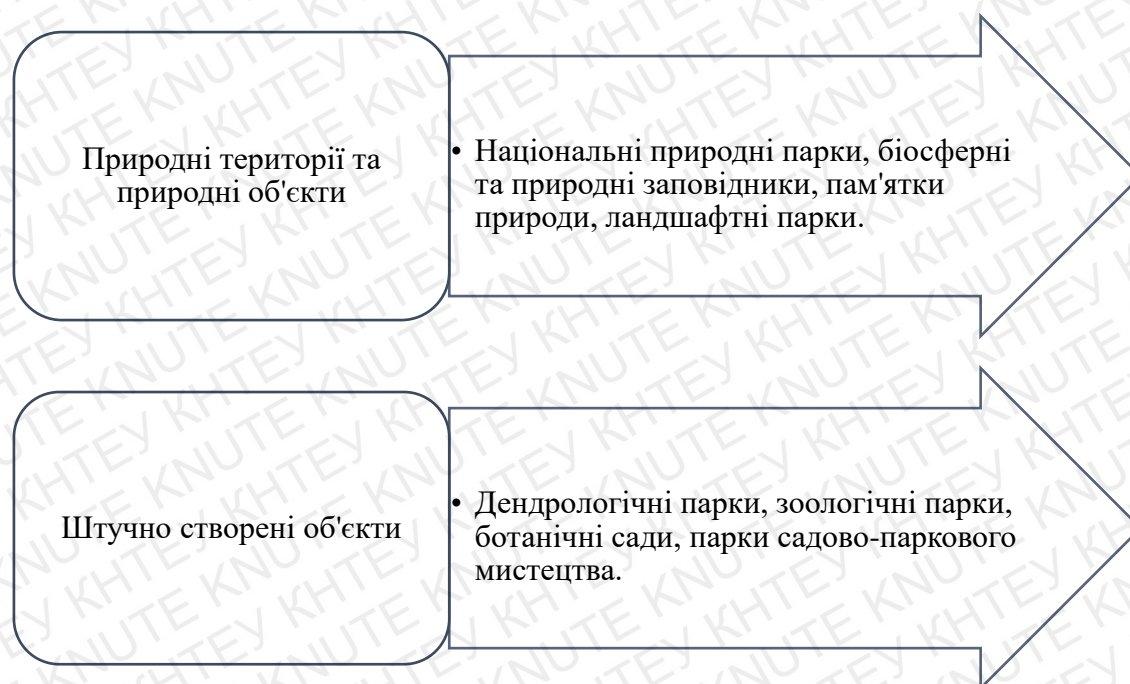 Природні території та
природні об'єкти
• Національні природні парки, біосферні
та природні заповідники, пам'ятки
природи, ландшафтні парки.
Штучно створені об'єкти
• Дендрологічні парки, зоологічні парки,
ботанічні сади, парки садово-паркового
мистецтва.